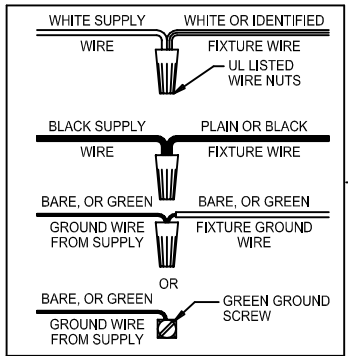 WHITE SUPPLY WHITE OR IDENTIFIED
WIRE FIXTURE WIRE
UL LISTED
WIRE NUTS
BLACK SUPPLY PLAIN OR BLACK
WIRE FIXTURE WIRE
BARE, OR GREEN BARE, OR GREEN
GROUND WIRE FIXTURE GROUND
FROM SUPPLY WIRE
OR
BARE, OR GREEN GREEN GROUND
GROUND WIRE SCREW
FROM SUPPLY